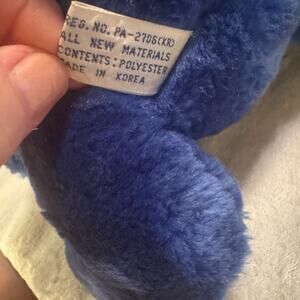 REG. NO. PA-2706(KR)
ALL NEW MATERIALS
CONTENTS: POLYESTER
MADE IN KOREA